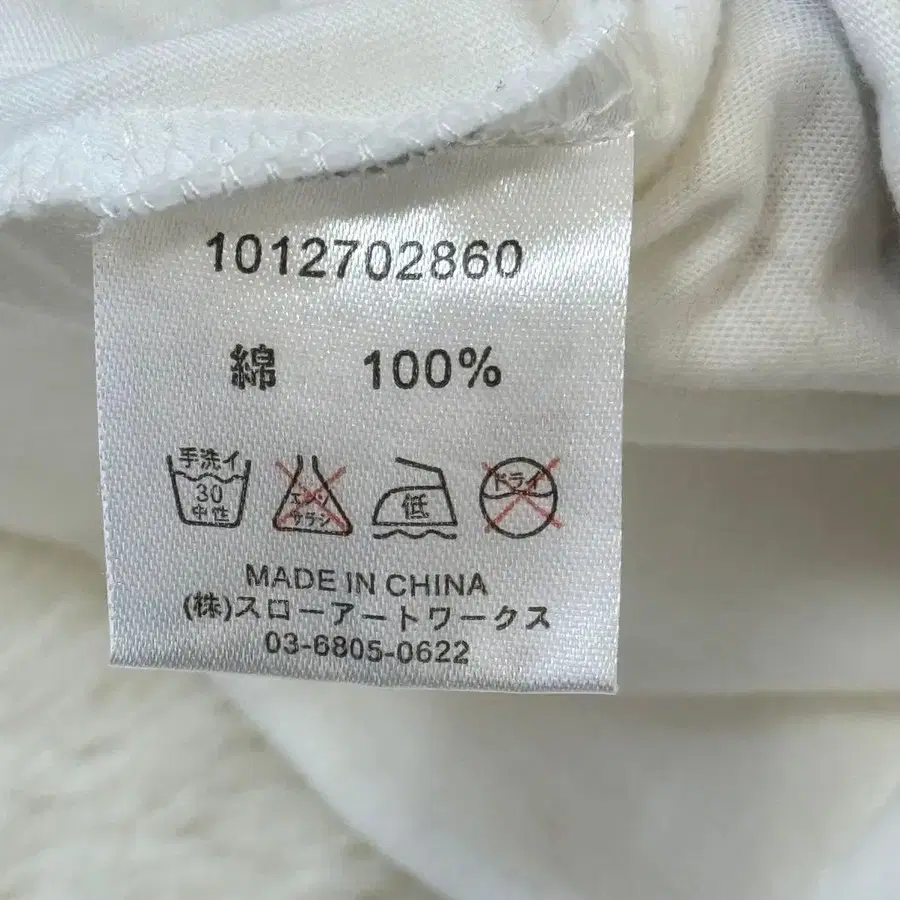 1012702860
綿 100%
手洗イ
30
中性
エンソ
サラシ
低
ドライ
MADE IN CHINA
(株)スローアートワークス
03-6805-0622